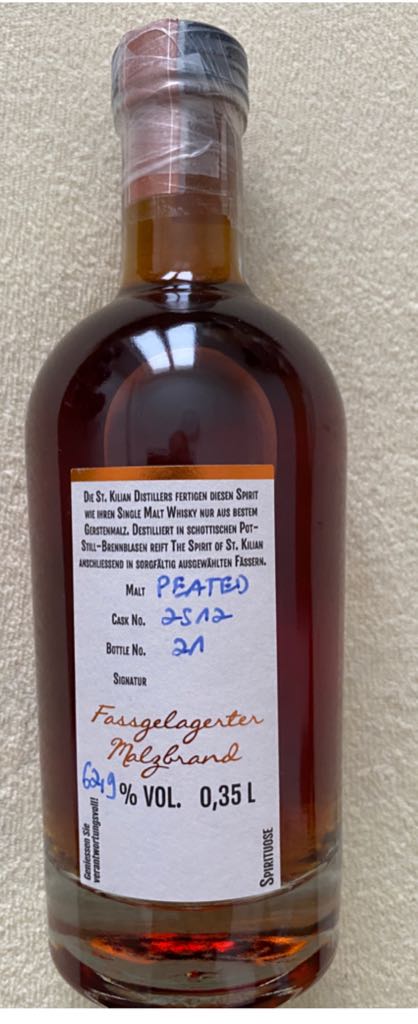 DIE ST. KILIAN DISTILLERS FERTIGEN DIESEN SPIRIT
WIE IHREN SINGLE MALT WHISKY NUR AUS BESTEM
GERSTENMALZ. DESTILLIERT IN SCHOTTISCHEN POT-
STILL-BRENNBLASEN REIFT THE SPIRIT OF ST. KILIAN
ANSCHLIESSEND IN SORGFÄLTIG AUSGEWÄHLTEN FÄSSERN.
MALT PEATED
CASK NO. 2512
BOTTLE NO. 21
SIGNATUR
Fassgelagerter
Malzbrand
% VOL. 0,35 L
Geniessen Sie
verantwortungsvoll!
SPIRITUOSE